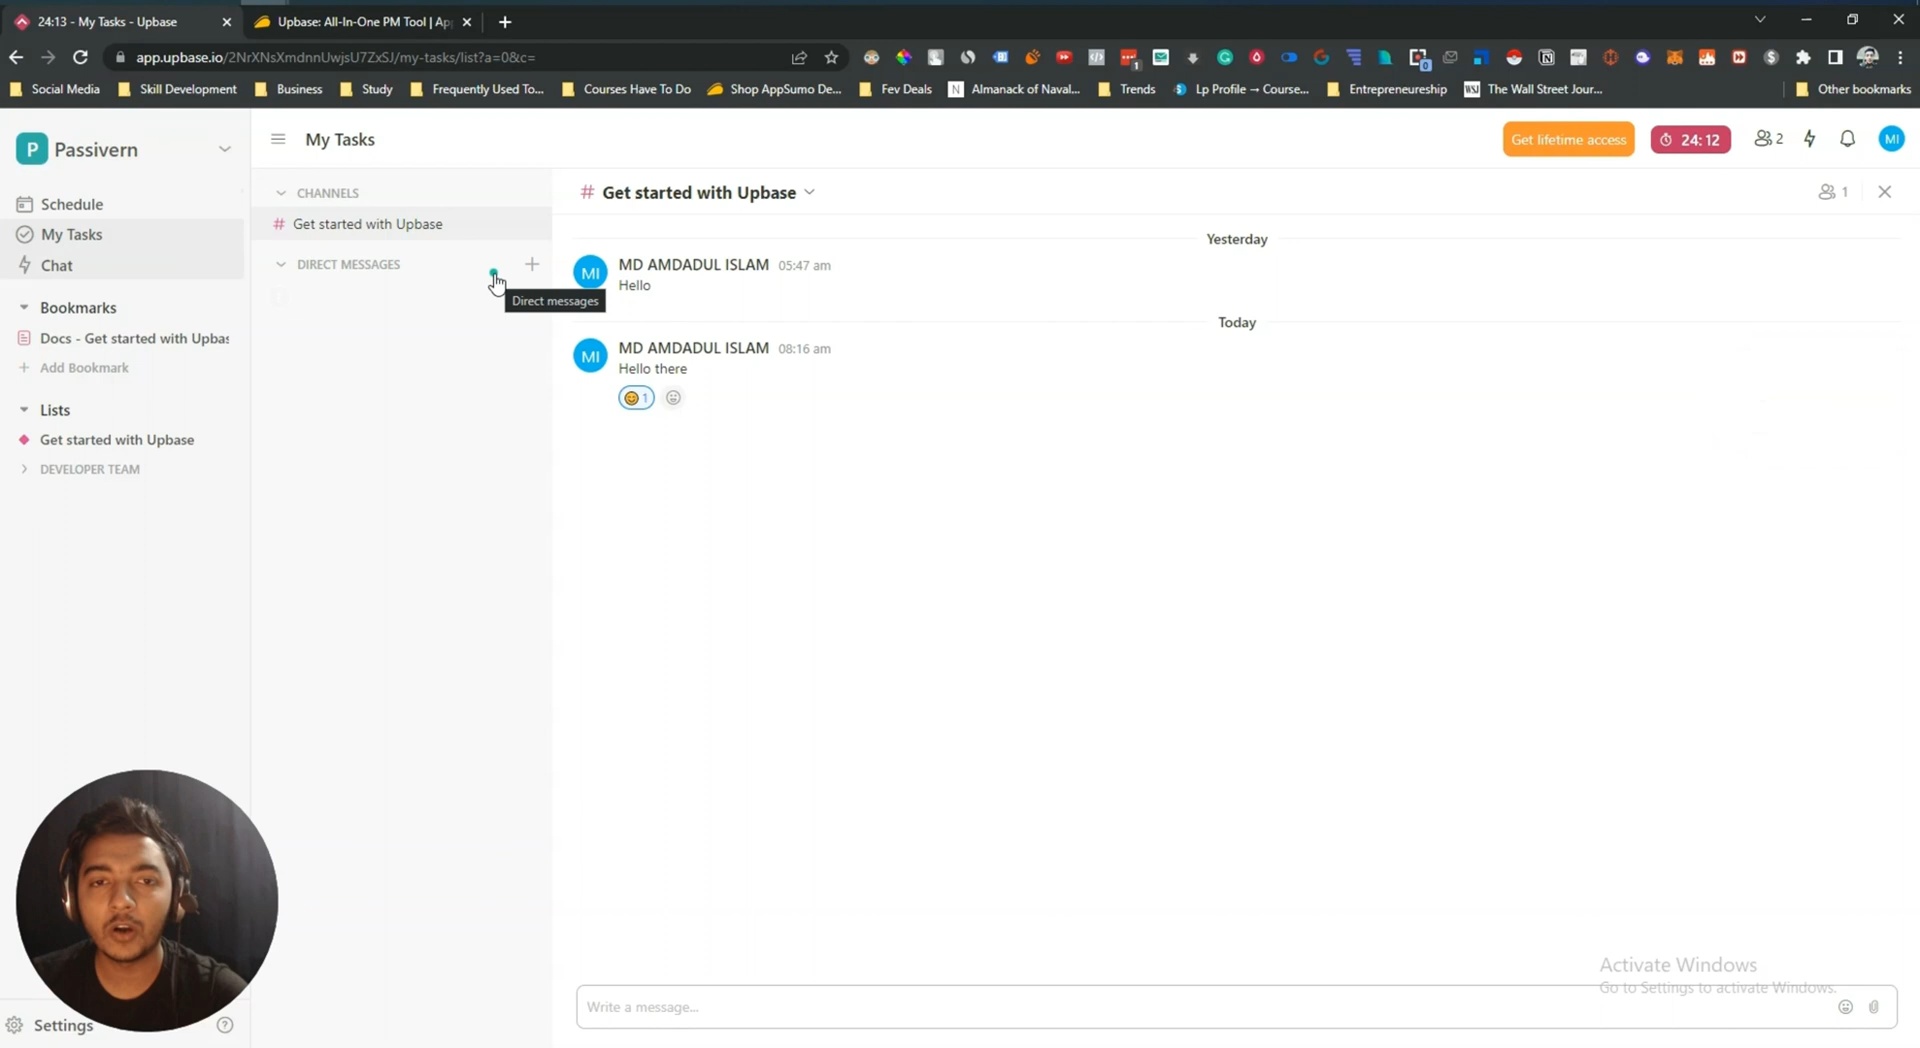 24:13 - My Tasks - Upbase
Upbase: All-In-One PM Tool | Ap
app.upbase.io/2NrXNsXmdnnUwjsU7ZxSJ/my-tasks/list?a=0&c=
Social Media
Skill Development
Business
Study
Frequently Used To...
Courses Have To Do
Shop AppSumo De...
Fev Deals
Almanack of Naval...
Trends
Lp Profile → Course...
Entrepreneureship
WSJ The Wall Street Jour...
Other bookmarks
P Passivern
My Tasks
Get lifetime access
24:12
2
MI
Schedule
My Tasks
Chat
Bookmarks
Docs - Get started with Upbas
+ Add Bookmark
Lists
Get started with Upbase
DEVELOPER TEAM
Settings
CHANNELS
# Get started with Upbase
DIRECT MESSAGES
Direct messages
# Get started with Upbase
1
Yesterday
MI
MD AMDADUL ISLAM 05:47 am
Hello
Today
MI
MD AMDADUL ISLAM 08:16 am
Hello there
1
Activate Windows
Go to Settings to activate Windows.
Write a message...